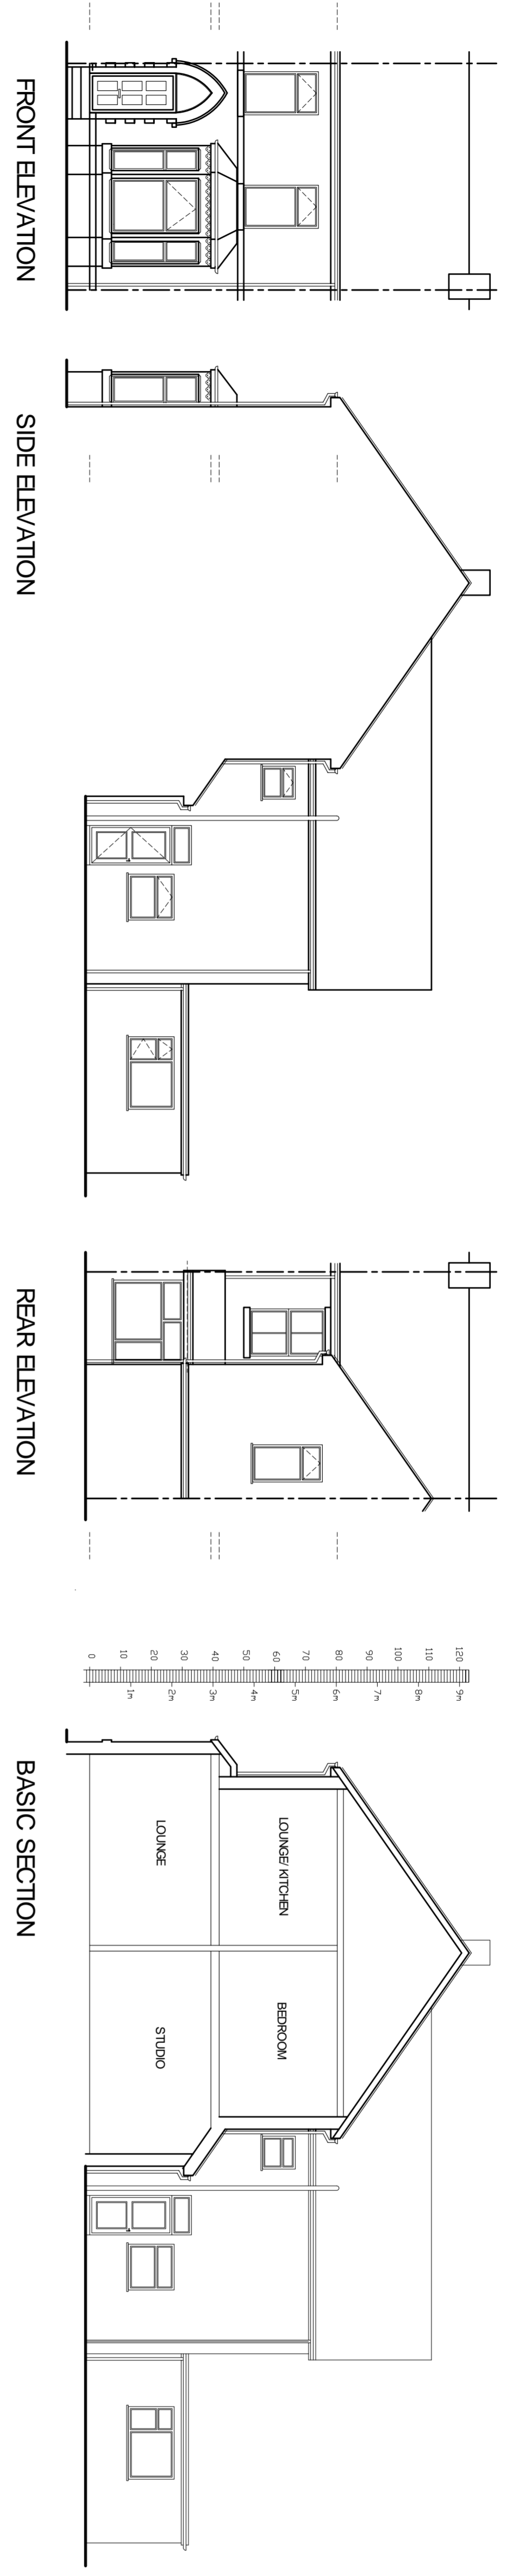 FRONT ELEVATION
SIDE ELEVATION
REAR ELEVATION
0 10 20 30 40 50 60 70 80 90 100 110 120
1m 2m 3m 4m 5m 6m 7m 8m 9m
LOUNGE/ KITCHEN
BEDROOM
LOUNGE
STUDIO
BASIC SECTION